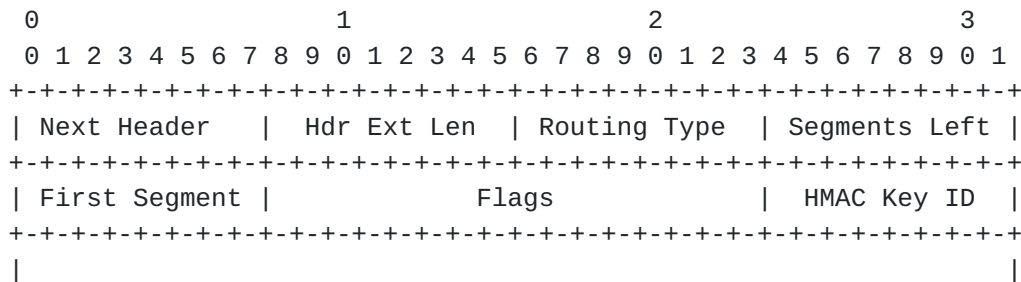 0                   1                   2                   3
 0 1 2 3 4 5 6 7 8 9 0 1 2 3 4 5 6 7 8 9 0 1 2 3 4 5 6 7 8 9 0 1
+-+-+-+-+-+-+-+-+-+-+-+-+-+-+-+-+-+-+-+-+-+-+-+-+-+-+-+-+-+-+-+-+
| Next Header   |  Hdr Ext Len  | Routing Type  | Segments Left |
+-+-+-+-+-+-+-+-+-+-+-+-+-+-+-+-+-+-+-+-+-+-+-+-+-+-+-+-+-+-+-+-+
| First Segment |             Flags             |  HMAC Key ID  |
+-+-+-+-+-+-+-+-+-+-+-+-+-+-+-+-+-+-+-+-+-+-+-+-+-+-+-+-+-+-+-+-+
|                                                               |